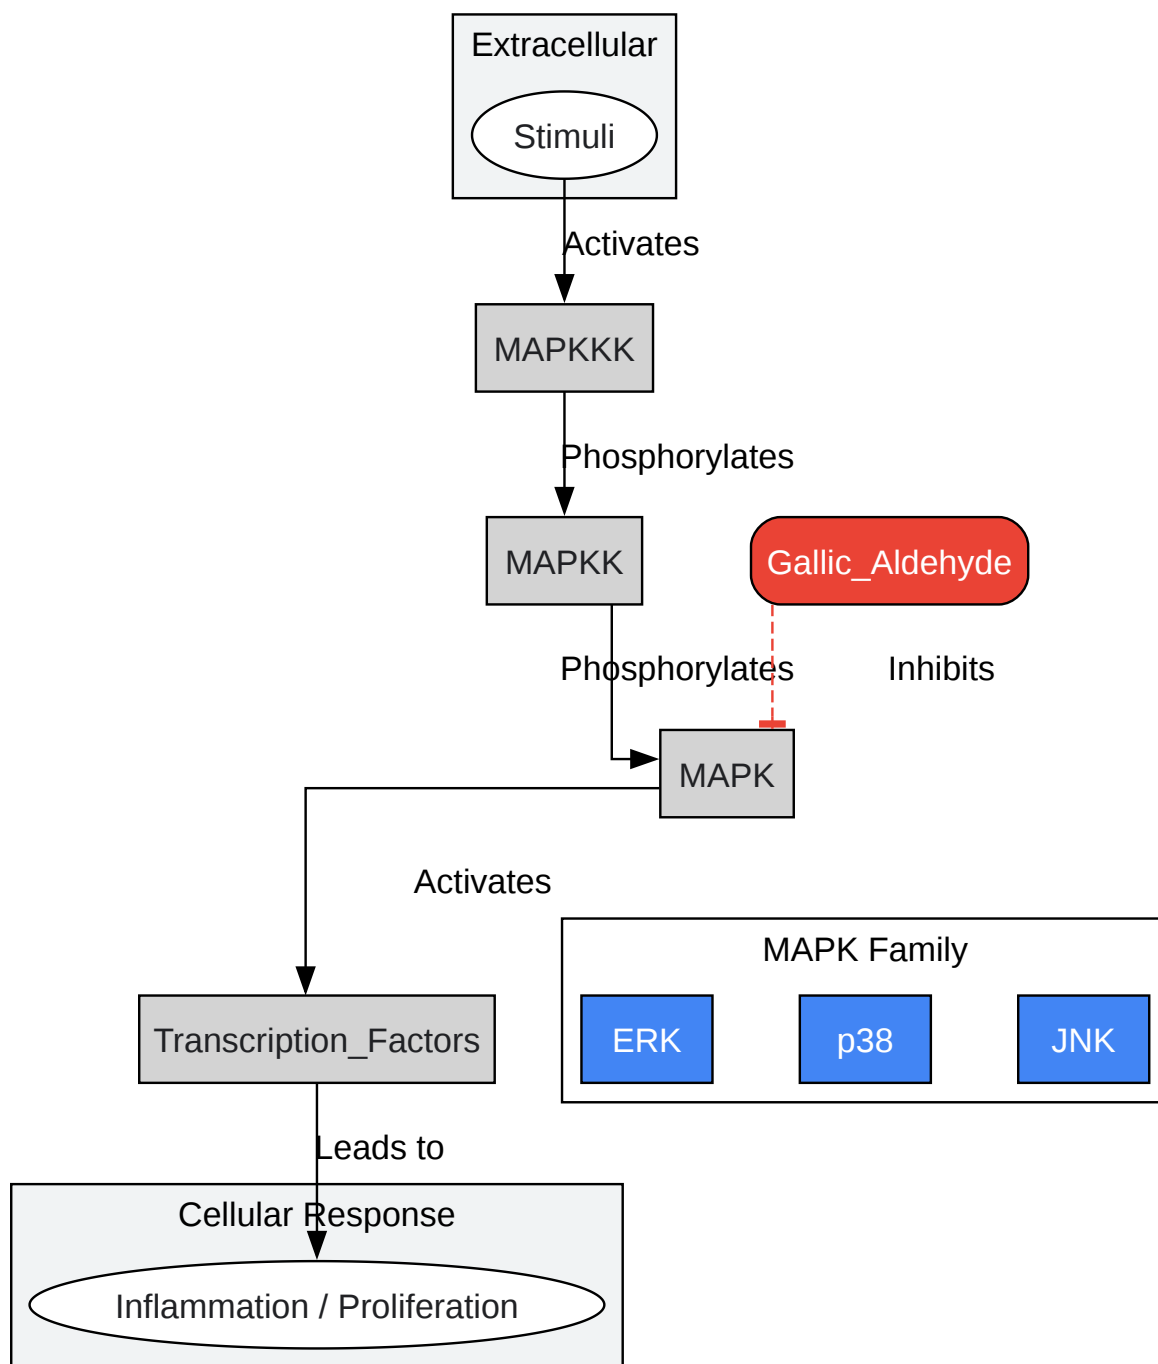 Extracellular
Stimuli
Activates
MAPKKK
Phosphorylates
MAPKK
Gallic_Aldehyde
Phosphorylates
Inhibits
MAPK
Activates
MAPK Family
Transcription_Factors
ERK
p38
JNK
Leads to
Cellular Response
Inflammation / Proliferation